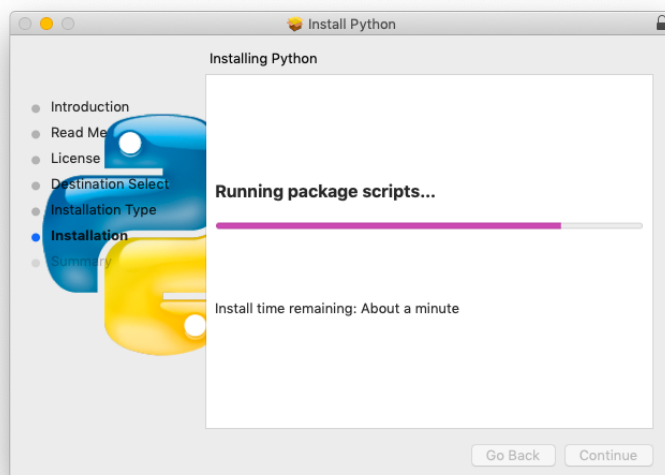 Install Python
Installing Python
Introduction
Read Me
License
Destination Select
Installation Type
Installation
Summary
Running package scripts...
Install time remaining: About a minute
Go Back
Continue